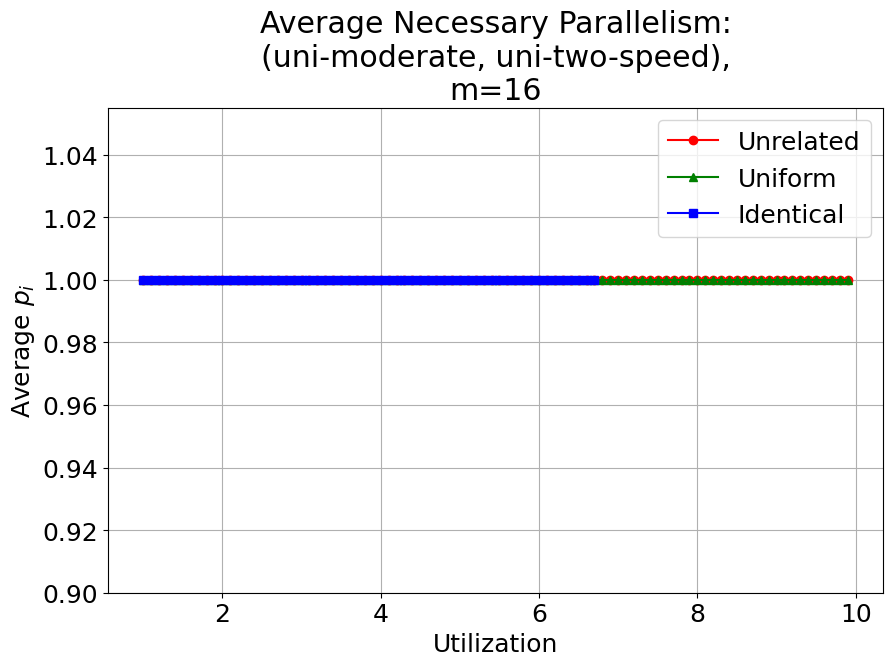 Average Necessary Parallelism:
(uni-moderate, uni-two-speed),
m=16
Unrelated
Uniform
Identical
1.04
1.02
1.00
0.98
0.96
0.94
0.92
0.90
Average p_i
2 4 6 8 10
Utilization